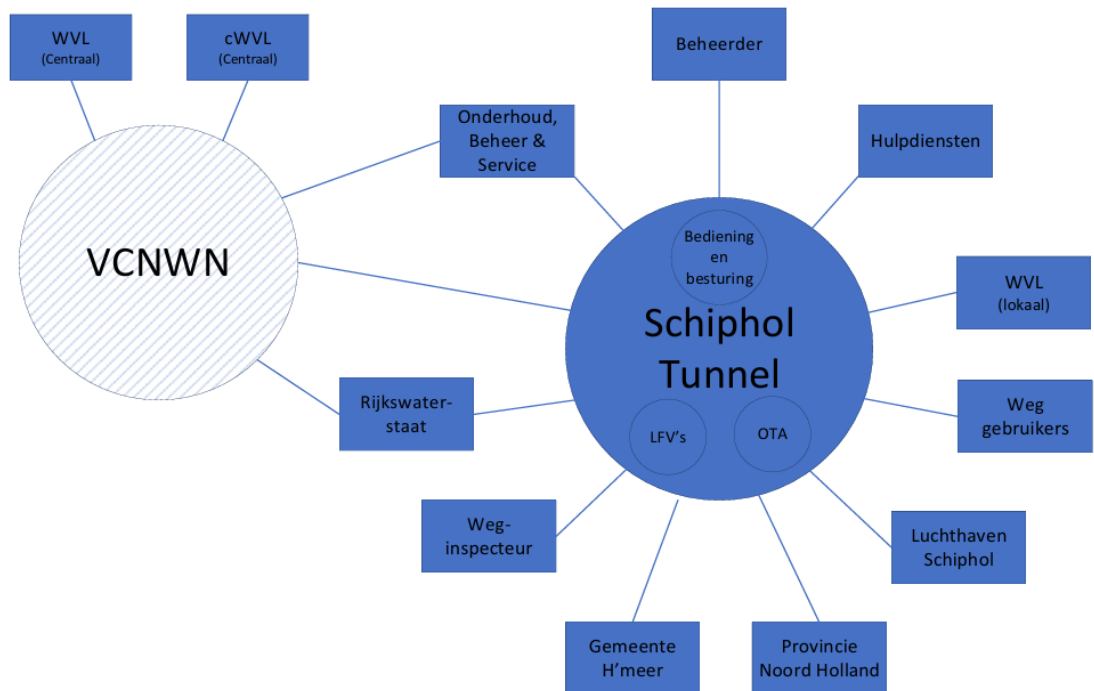 WVL
(Centraal)
cWVL
(Centraal)
Beheerder
Onderhoud,
Beheer &
Service
Hulpdiensten
VCNWN
Bediening
en
besturing
Schiphol
Tunnel
LFV's
OTA
WVL
(lokaal)
Rijkswater-
staat
Weg
gebruikers
Weg-
inspecteur
Luchthaven
Schiphol
Gemeente
H'meer
Provincie
Noord Holland